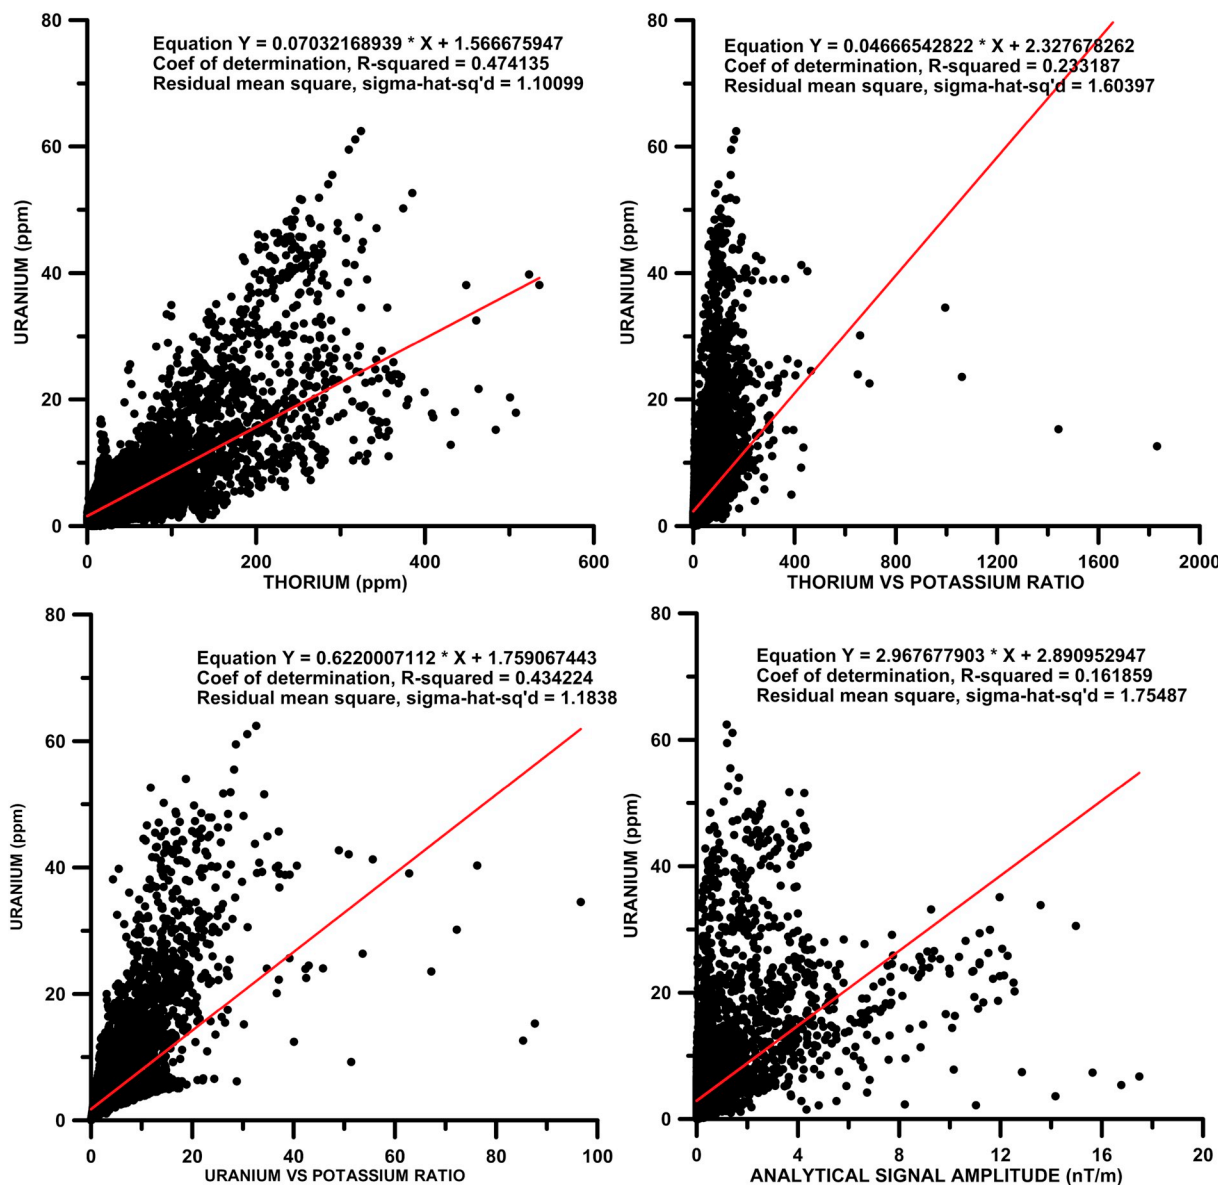 80
60
40
20
0
URANIUM (ppm)
Equation Y = 0.07032168939 * X + 1.566675947
Coef of determination, R-squared = 0.474135
Residual mean square, sigma-hat-sq'd = 1.10099
0 200 400 600
THORIUM (ppm)
80
60
40
20
0
URANIUM (ppm)
Equation Y = 0.04666542822 * X + 2.327678262
Coef of determination, R-squared = 0.233187
Residual mean square, sigma-hat-sq'd = 1.60397
0 400 800 1200 1600 2000
THORIUM VS POTASSIUM RATIO
80
60
40
20
0
URANIUM (ppm)
Equation Y = 0.6220007112 * X + 1.759067443
Coef of determination, R-squared = 0.434224
Residual mean square, sigma-hat-sq'd = 1.1838
0 20 40 60 80 100
URANIUM VS POTASSIUM RATIO
80
60
40
20
0
URANIUM (ppm)
Equation Y = 2.967677903 * X + 2.890952947
Coef of determination, R-squared = 0.161859
Residual mean square, sigma-hat-sq'd = 1.75487
0 4 8 12 16 20
ANALYTICAL SIGNAL AMPLITUDE (nT/m)